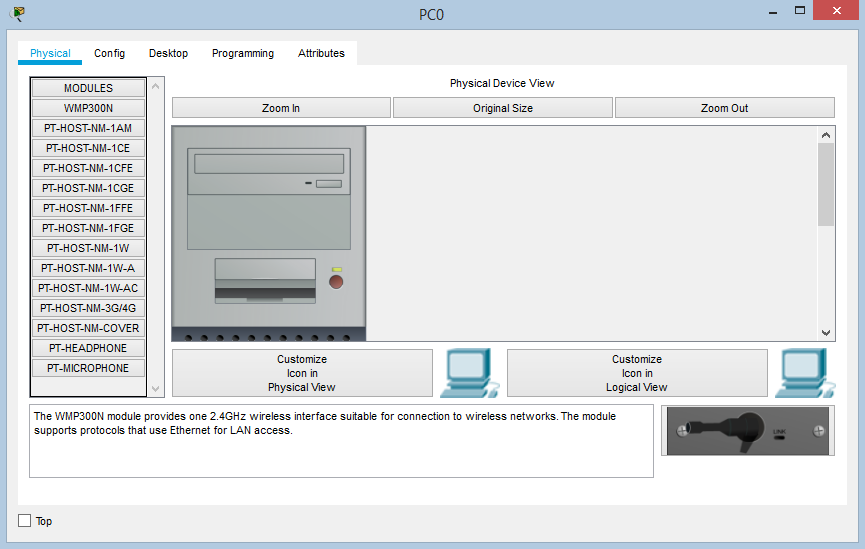 PC0
Physical
Config
Desktop
Programming
Attributes
MODULES
WMP300N
PT-HOST-NM-1AM
PT-HOST-NM-1CE
PT-HOST-NM-1CFE
PT-HOST-NM-1CGE
PT-HOST-NM-1FFE
PT-HOST-NM-1FGE
PT-HOST-NM-1W
PT-HOST-NM-1W-A
PT-HOST-NM-1W-AC
PT-HOST-NM-3G/4G
PT-HOST-NM-COVER
PT-HEADPHONE
PT-MICROPHONE
Physical Device View
Zoom In
Original Size
Zoom Out
Customize
Icon in
Physical View
Customize
Icon in
Logical View
The WMP300N module provides one 2.4GHz wireless interface suitable for connection to wireless networks. The module
supports protocols that use Ethernet for LAN access.
LINK
Top